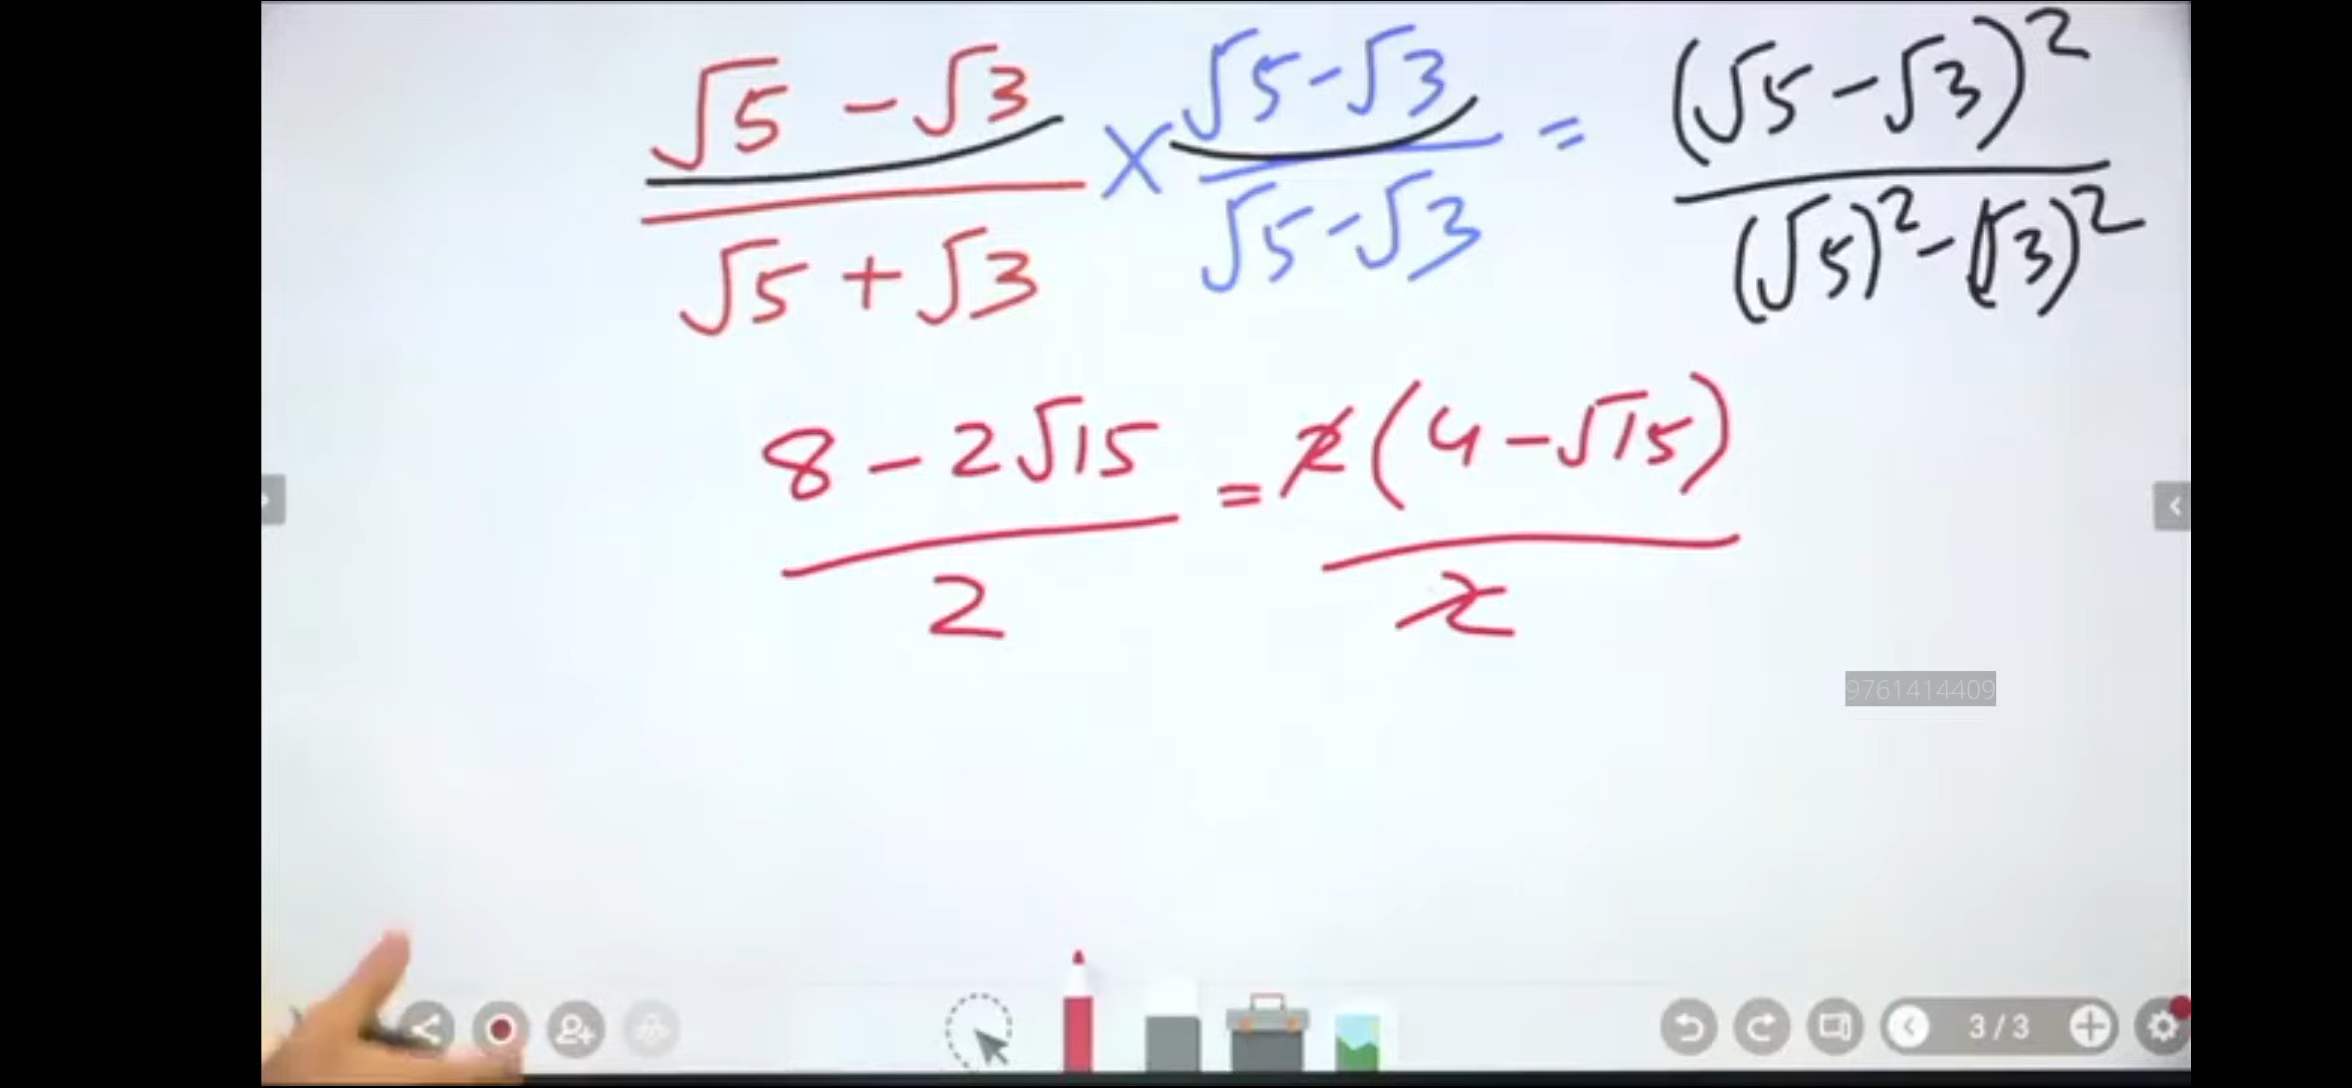 (√5 - √3) / (√5 + √3) × (√5 - √3) / (√5 - √3) = (√5 - √3)² / ((√5)² - (√3)²)
(8 - 2√15) / 2 = 2(4 - √15) / 2
9761414409
3 / 3